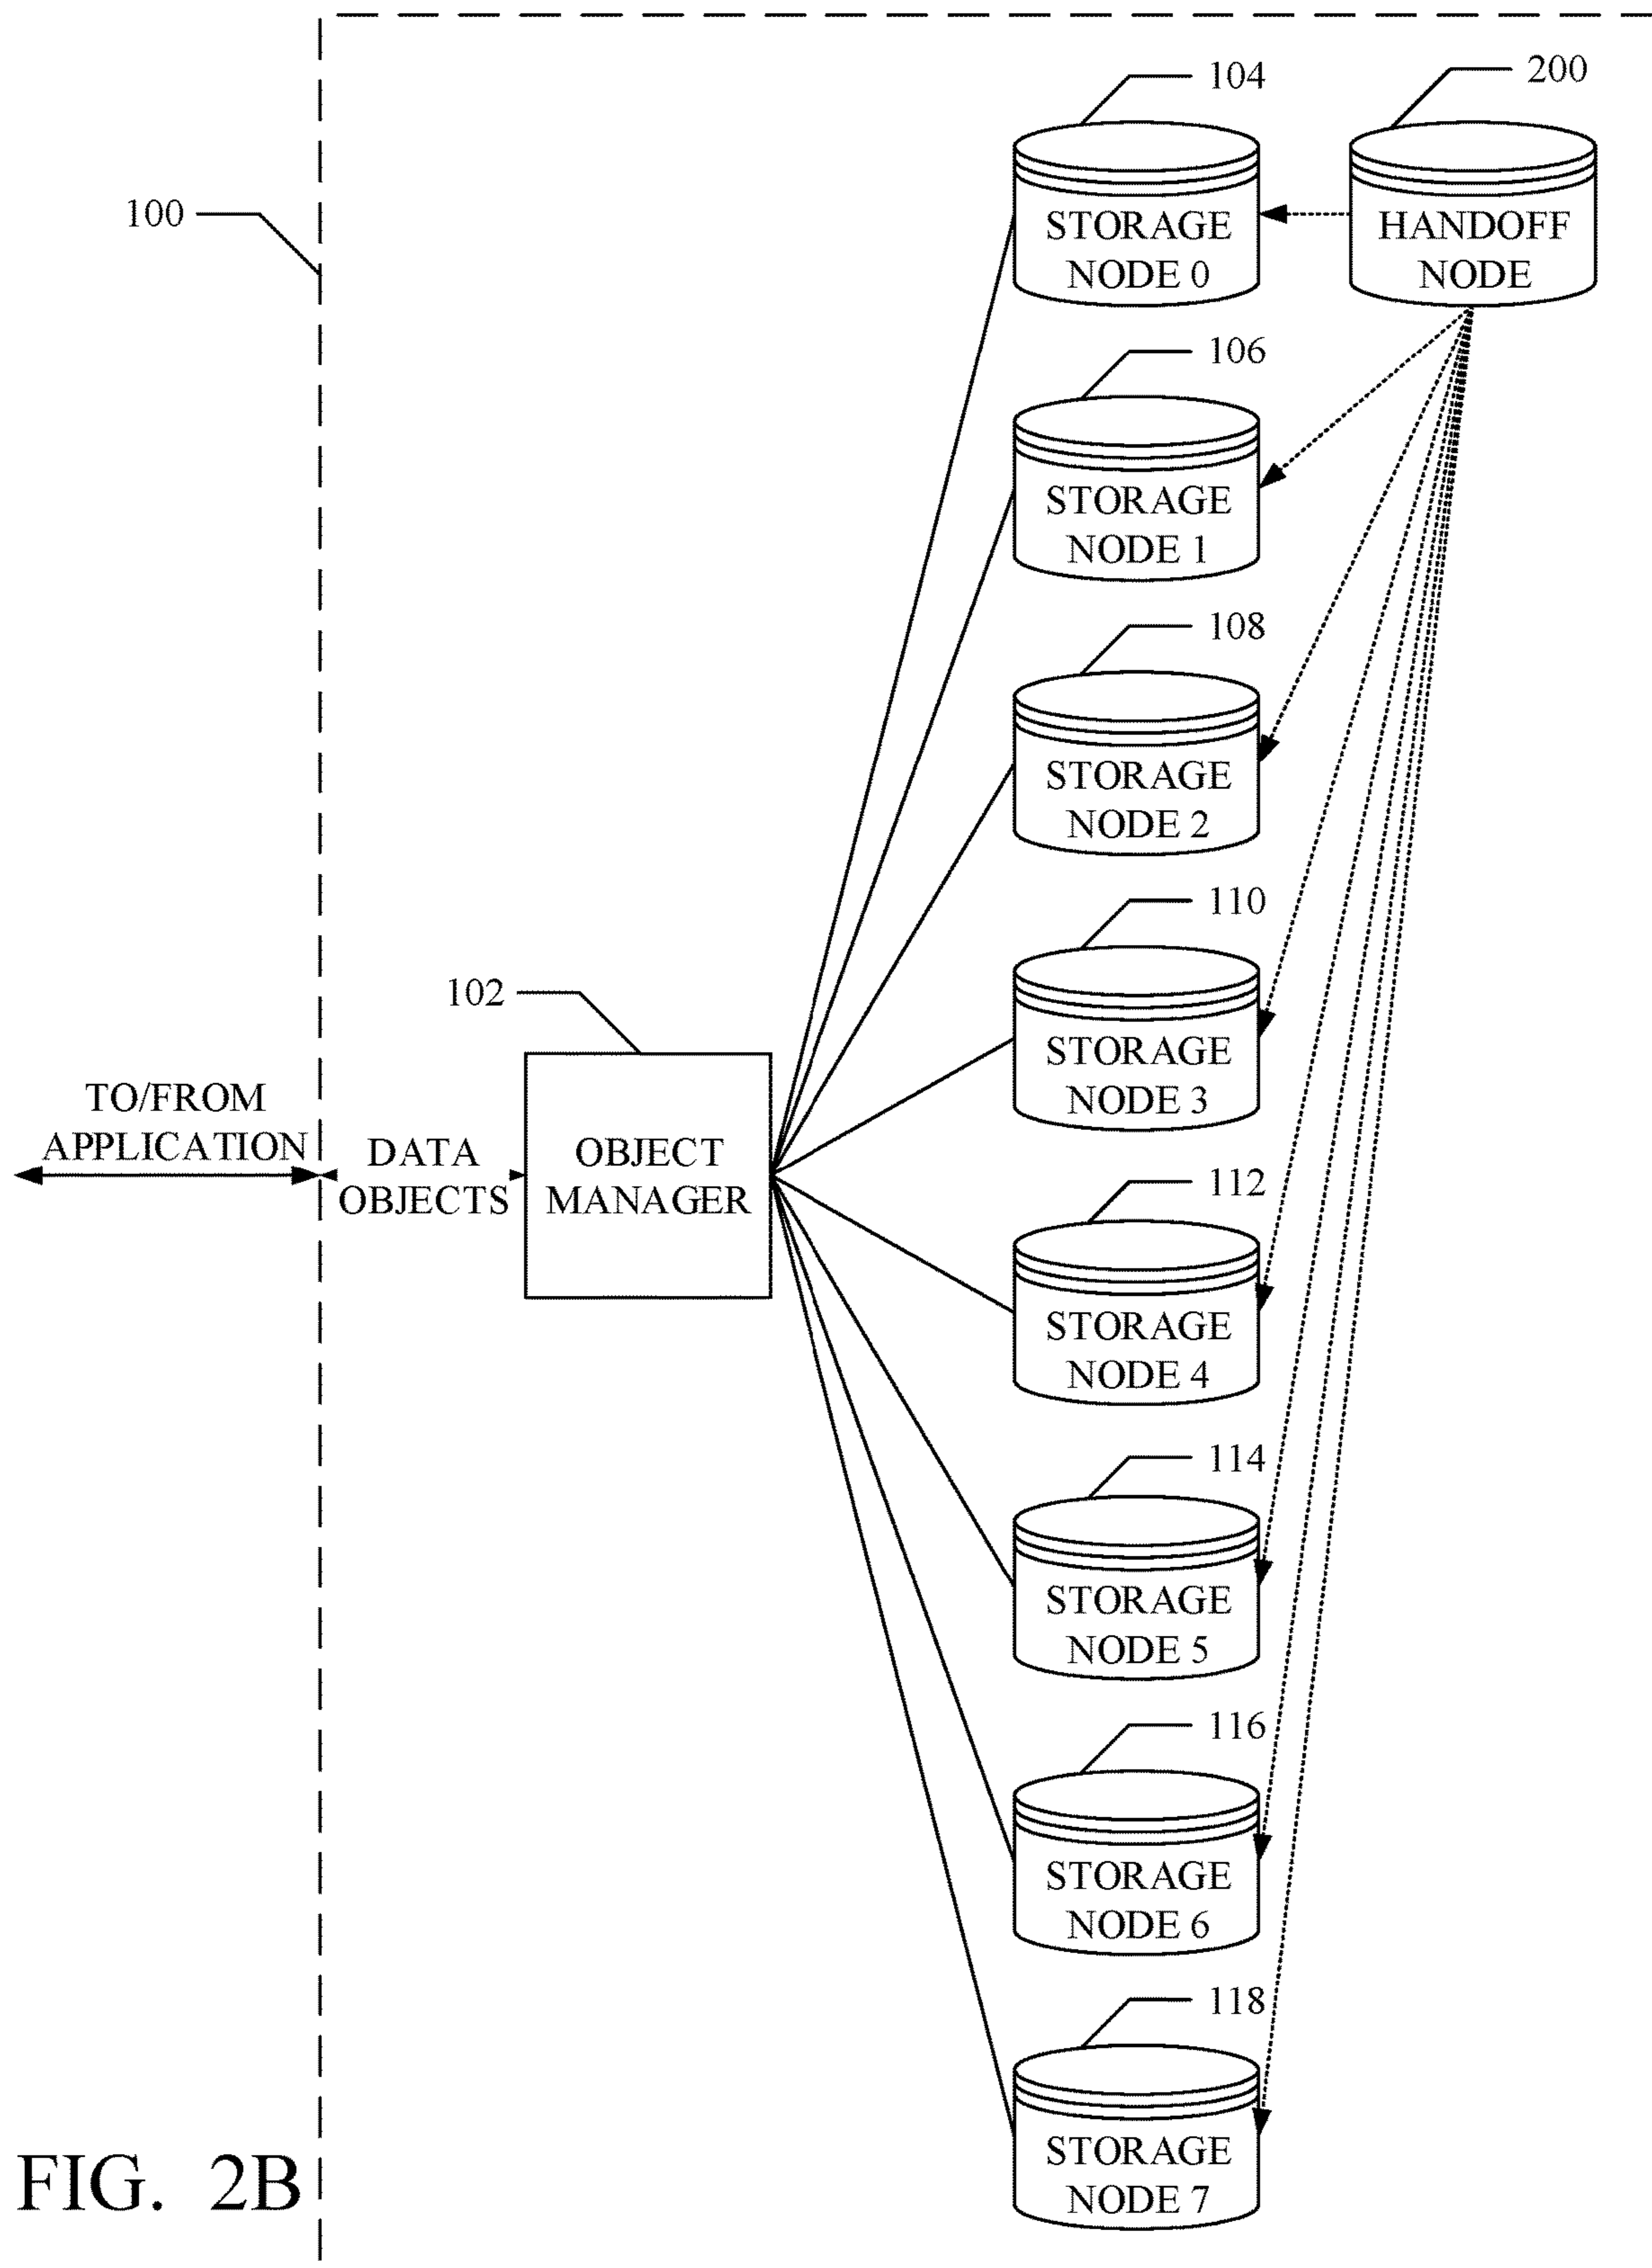 104
200
100
STORAGE
NODE 0
HANDOFF
NODE
106
STORAGE
NODE 1
108
STORAGE
NODE 2
110
STORAGE
NODE 3
102
TO/FROM
APPLICATION
DATA
OBJECTS
OBJECT
MANAGER
112
STORAGE
NODE 4
114
STORAGE
NODE 5
116
STORAGE
NODE 6
118
STORAGE
NODE 7
FIG. 2B